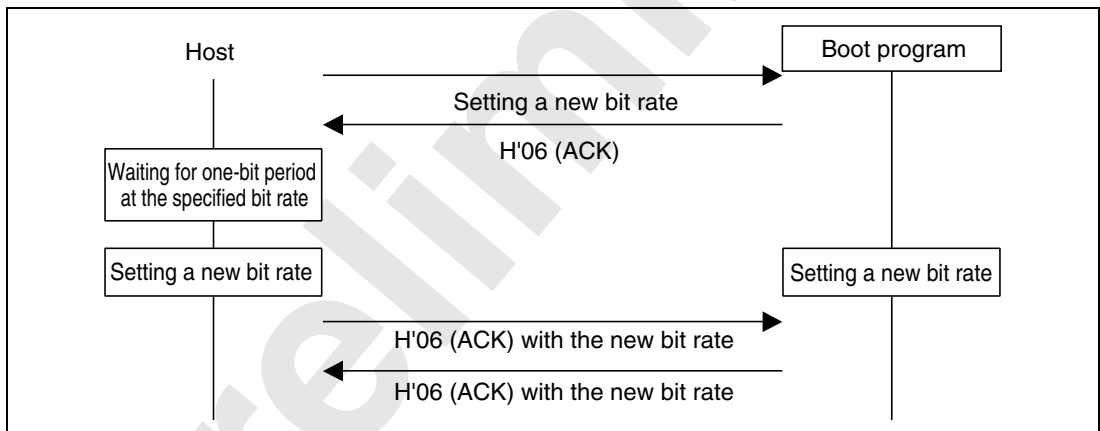 Host
Boot program
Setting a new bit rate
H'06 (ACK)
Waiting for one-bit period
at the specified bit rate
Setting a new bit rate
Setting a new bit rate
H'06 (ACK) with the new bit rate
H'06 (ACK) with the new bit rate